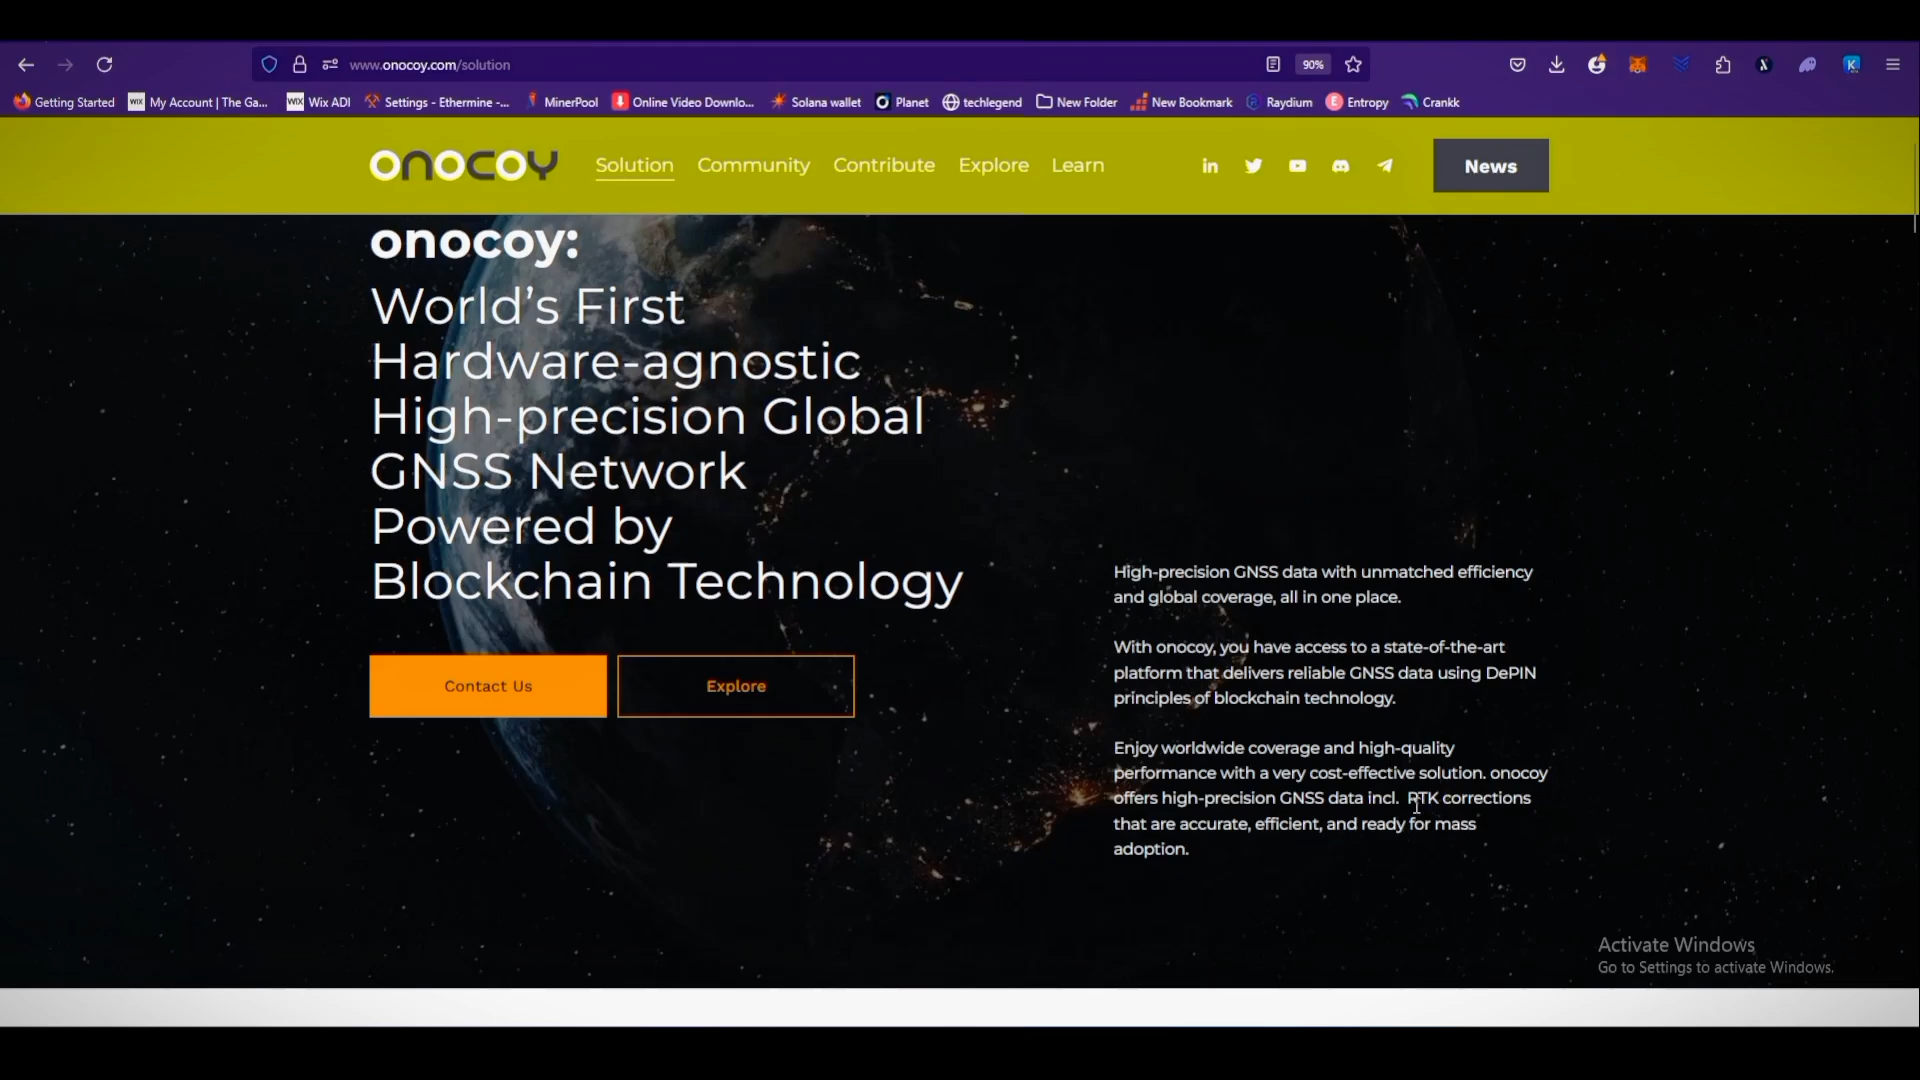 www.onocoy.com/solution
90%
Getting Started
WIX My Account | The Ga...
WIX Wix ADI
Settings - Ethermine -...
MinerPool
Online Video Downlo...
Solana wallet
Planet
techlegend
New Folder
New Bookmark
Raydium
E Entropy
Crankk
onocoy
Solution Community Contribute Explore Learn
in
News
onocoy:
World’s First
Hardware-agnostic
High-precision Global
GNSS Network
Powered by
Blockchain Technology
Contact Us
Explore
High-precision GNSS data with unmatched efficiency
and global coverage, all in one place.
With onocoy, you have access to a state-of-the-art
platform that delivers reliable GNSS data using DePIN
principles of blockchain technology.
Enjoy worldwide coverage and high-quality
performance with a very cost-effective solution. onocoy
offers high-precision GNSS data incl. RTK corrections
that are accurate, efficient, and ready for mass
adoption.
Activate Windows
Go to Settings to activate Windows.